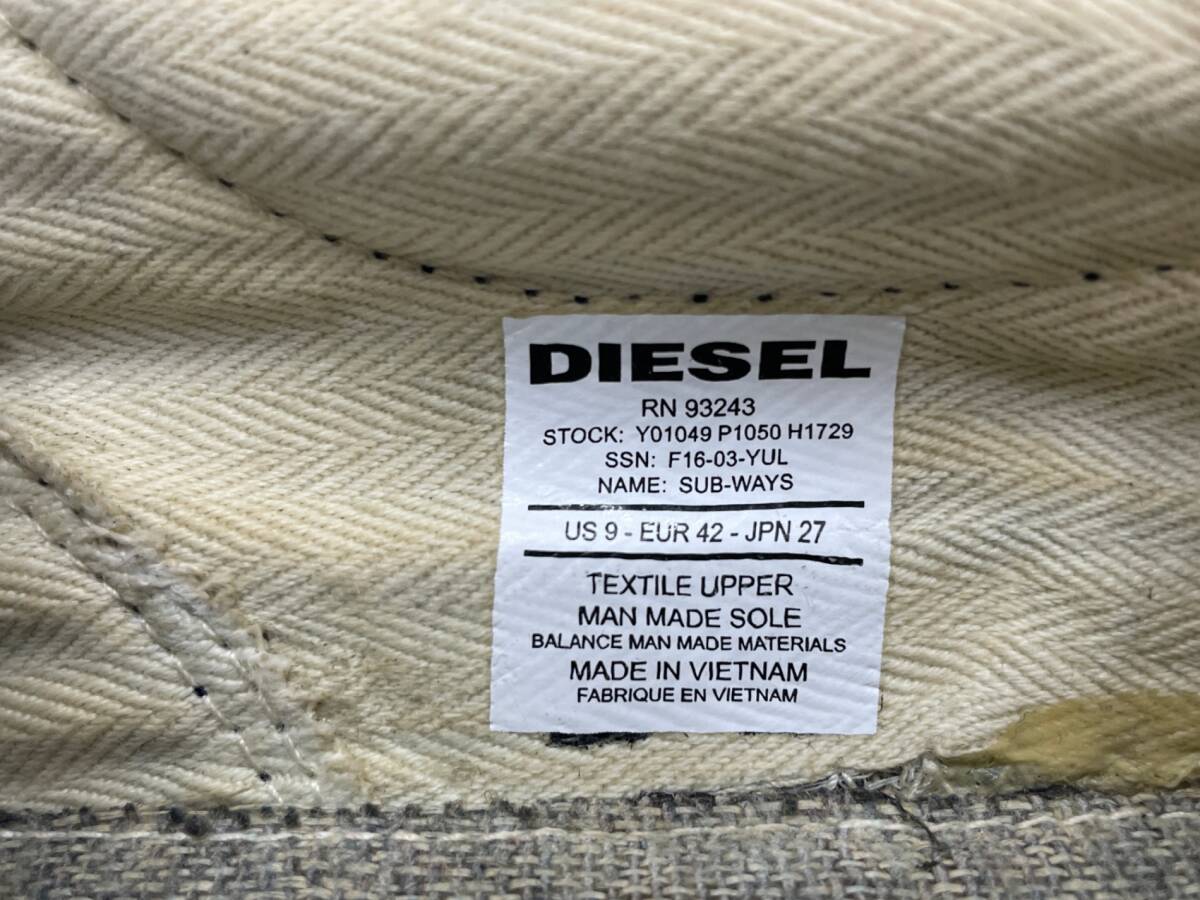 DIESEL
RN 93243
STOCK: Y01049 P1050 H1729
SSN: F16-03-YUL
NAME: SUB-WAYS
US 9 - EUR 42 - JPN 27
TEXTILE UPPER
MAN MADE SOLE
BALANCE MAN MADE MATERIALS
MADE IN VIETNAM
FABRIQUE EN VIETNAM